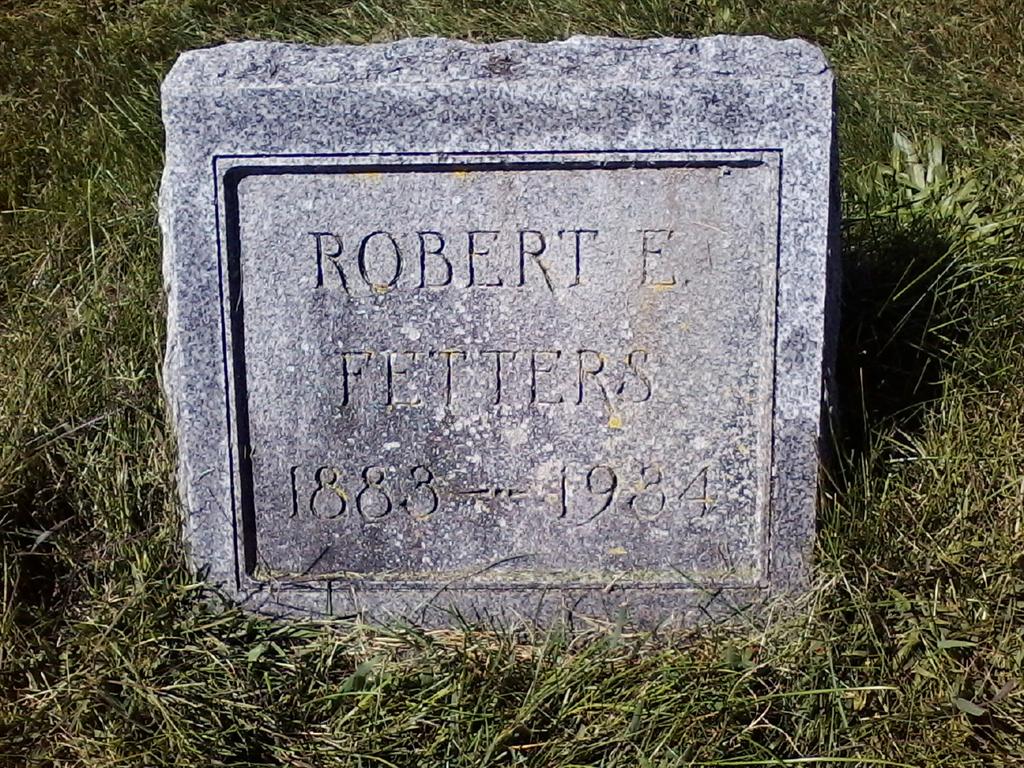 ROBERT E.
FETTERS
1883 — 1934